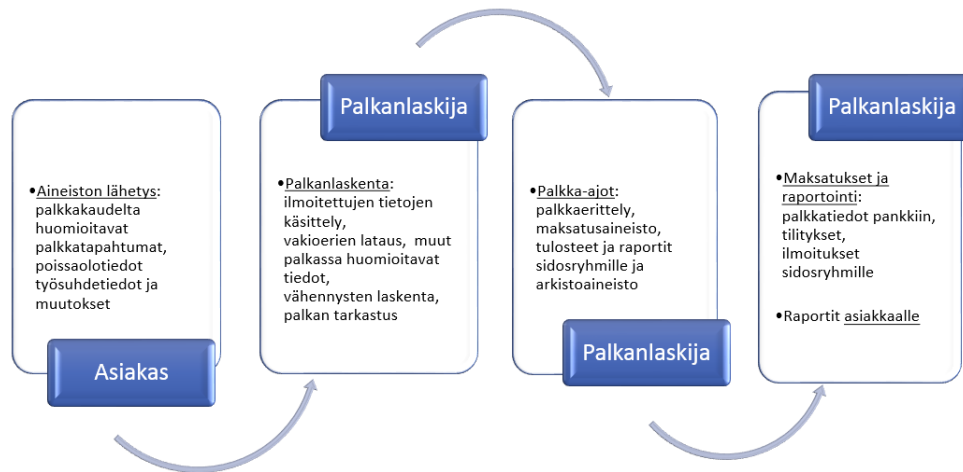 •Aineiston lähetys:
palkkakaudelta
huomioitavat
palkkatapahtumat,
poissaolotiedot
työsuhdetiedot ja
muutokset
Asiakas
Palkanlaskija
•Palkanlaskenta:
ilmoitettujen tietojen
käsittely,
vakioerien lataus, muut
palkassa huomioitavat
tiedot,
vähennysten laskenta,
palkan tarkastus
•Palkka-ajot:
palkkaerittely,
maksatusaineisto,
tulosteet ja raportit
sidosryhmille ja
arkistoaineisto
Palkanlaskija
Palkanlaskija
•Maksatukset ja
raportointi:
palkkatiedot pankkiin,
tilitykset,
ilmoitukset
sidosryhmille
•Raportit asiakkaalle